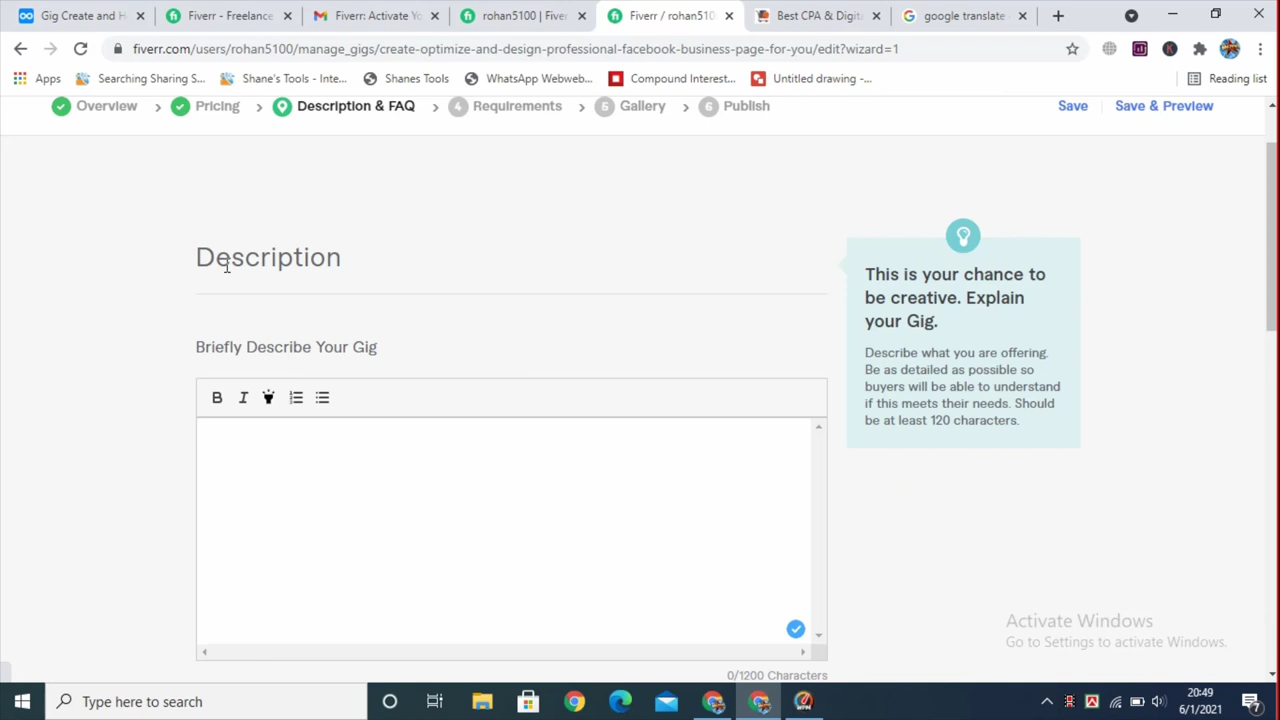 Gig Create and H
Fiverr - Freelance
Fiverr: Activate Yo
rohan5100 | Fiverr
Fiverr / rohan510
Best CPA & Digita
google translate
fiverr.com/users/rohan5100/manage_gigs/create-optimize-and-design-professional-facebook-business-page-for-you/edit?wizard=1
Apps
Searching Sharing S...
Shane's Tools - Inte...
Shanes Tools
WhatsApp Webweb...
Compound Interest...
Untitled drawing -...
Reading list
Overview
Pricing
Description & FAQ
4 Requirements
5 Gallery
6 Publish
Save
Save & Preview
Description
Briefly Describe Your Gig
B I
0/1200 Characters
This is your chance to
be creative. Explain
your Gig.
Describe what you are offering.
Be as detailed as possible so
buyers will be able to understand
if this meets their needs. Should
be at least 120 characters.
Activate Windows
Go to Settings to activate Windows.
Type here to search
20:49
6/1/2021
7